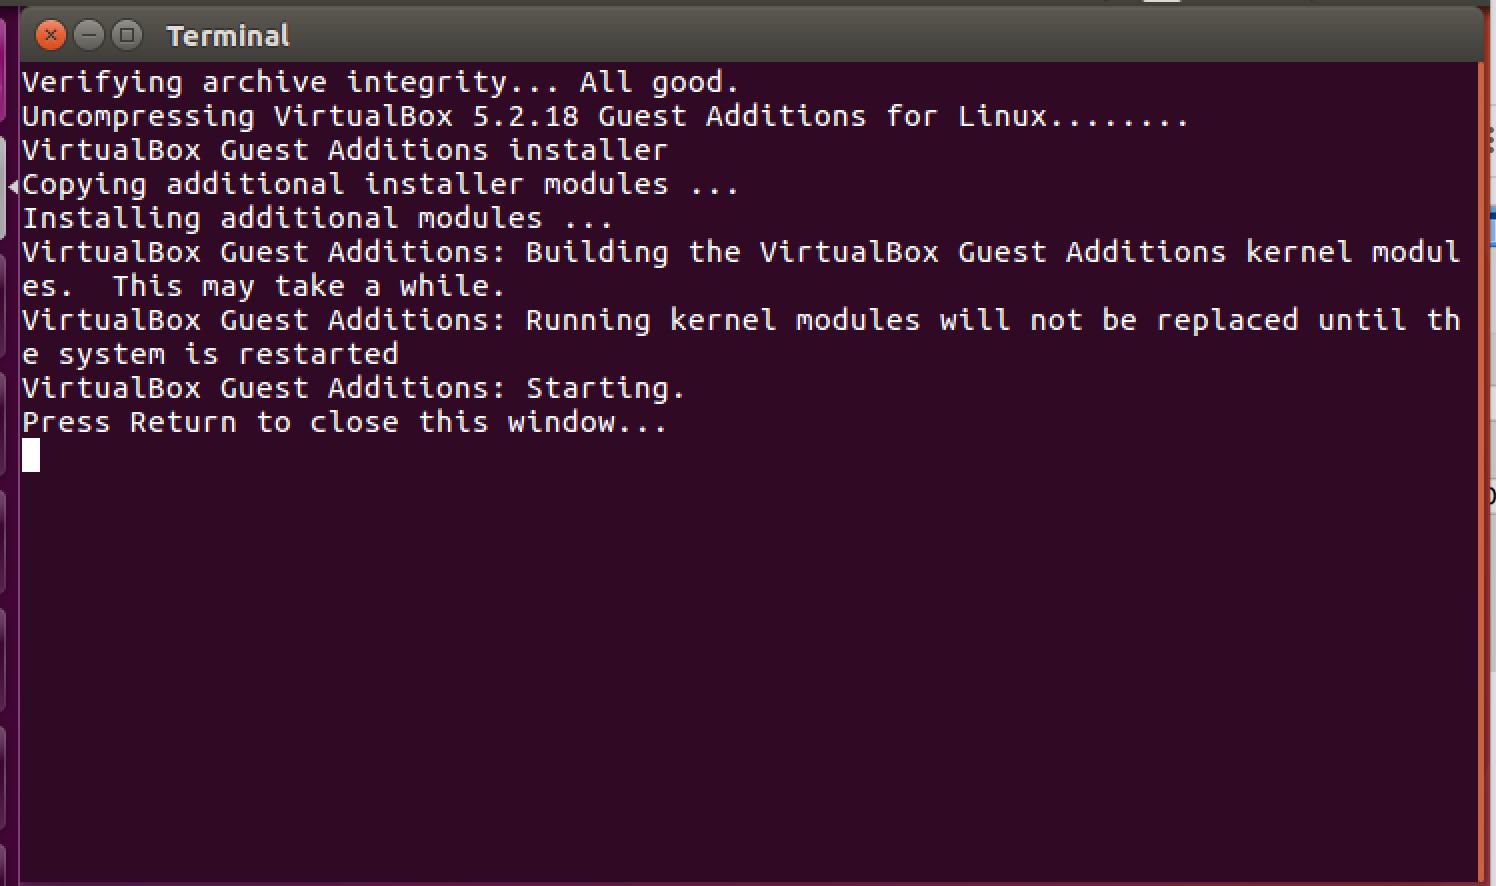 Terminal
Verifying archive integrity... All good.
Uncompressing VirtualBox 5.2.18 Guest Additions for Linux........
VirtualBox Guest Additions installer
Copying additional installer modules ...
Installing additional modules ...
VirtualBox Guest Additions: Building the VirtualBox Guest Additions kernel modul
es.  This may take a while.
VirtualBox Guest Additions: Running kernel modules will not be replaced until th
e system is restarted
VirtualBox Guest Additions: Starting.
Press Return to close this window...